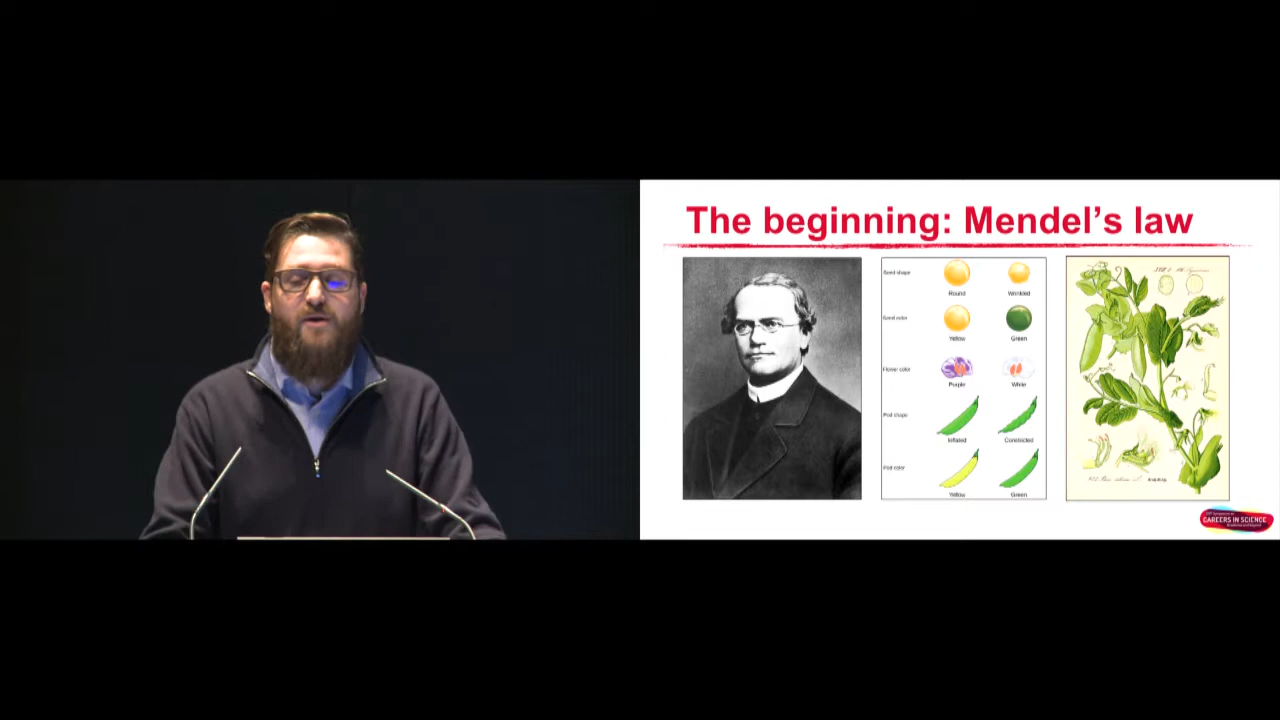 The beginning: Mendel's law
Seed shape
Round
Wrinkled
Seed color
Yellow
Green
Flower color
Purple
White
Pod shape
Inflated
Constricted
Pod color
Yellow
Green
CAREERS IN SCIENCE